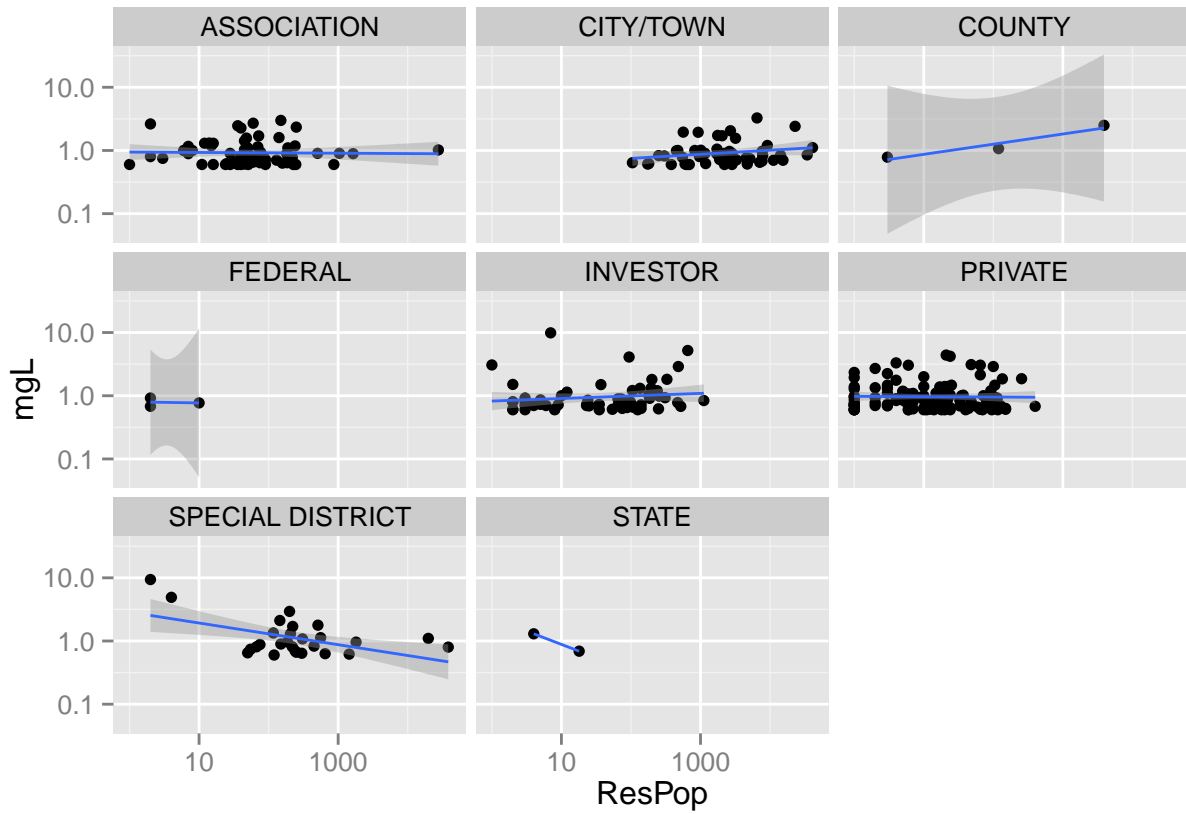 ASSOCIATION CITY/TOWN COUNTY
10.0
1.0
0.1
FEDERAL INVESTOR PRIVATE
10.0
1.0
0.1
mgL
SPECIAL DISTRICT STATE
10.0
1.0
0.1
10 1000 10 1000
ResPop